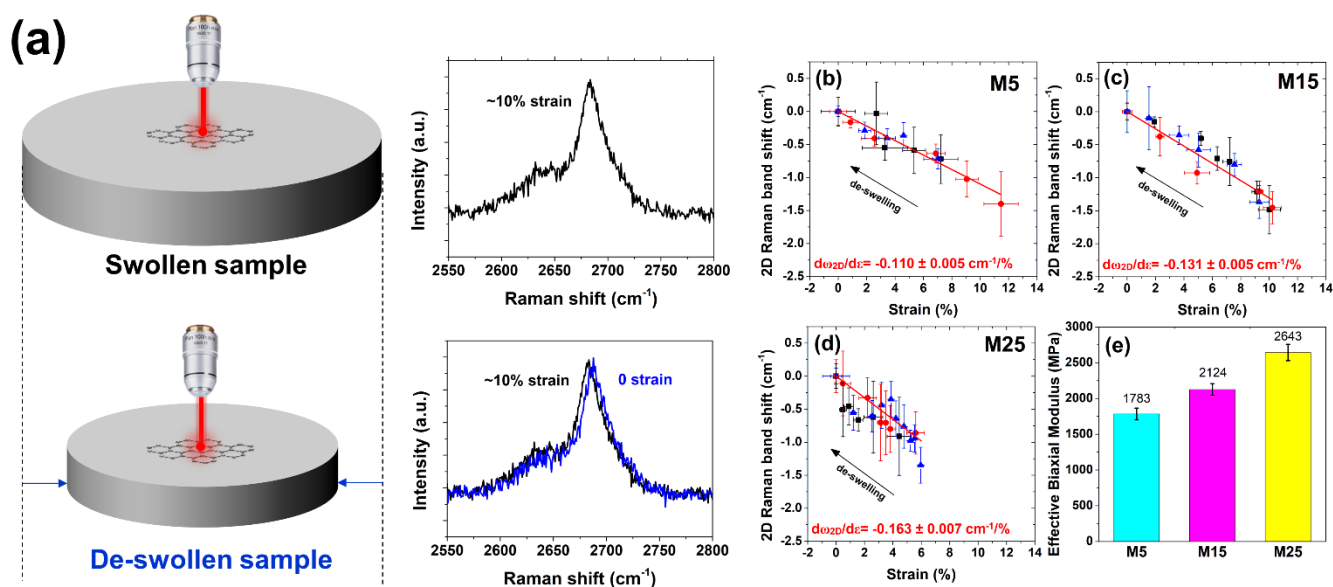 (a)
Swollen sample
De-swollen sample
Intensity (a.u.)
~10% strain
2550 2600 2650 2700 2750 2800
Raman shift (cm⁻¹)
Intensity (a.u.)
~10% strain
0 strain
2550 2600 2650 2700 2750 2800
Raman shift (cm⁻¹)
(b)
M5
2D Raman band shift (cm⁻¹)
0.5
0.0
-0.5
-1.0
-1.5
-2.0
-2.5
de-swelling
dω2D/dε= -0.110 ± 0.005 cm⁻¹/%
-2 0 2 4 6 8 10 12 14
Strain (%)
(c)
M15
2D Raman band shift (cm⁻¹)
0.5
0.0
-0.5
-1.0
-1.5
-2.0
-2.5
de-swelling
dω2D/dε= -0.131 ± 0.005 cm⁻¹/%
0 2 4 6 8 10 12 14
Strain (%)
(d)
M25
2D Raman band shift (cm⁻¹)
0.5
0.0
-0.5
-1.0
-1.5
-2.0
-2.5
de-swelling
dω2D/dε= -0.163 ± 0.007 cm⁻¹/%
-2 0 2 4 6 8 10 12 14
Strain (%)
(e)
Effective Biaxial Modulus (MPa)
3000
2500
2000
1500
1000
500
0
1783
2124
2643
M5 M15 M25